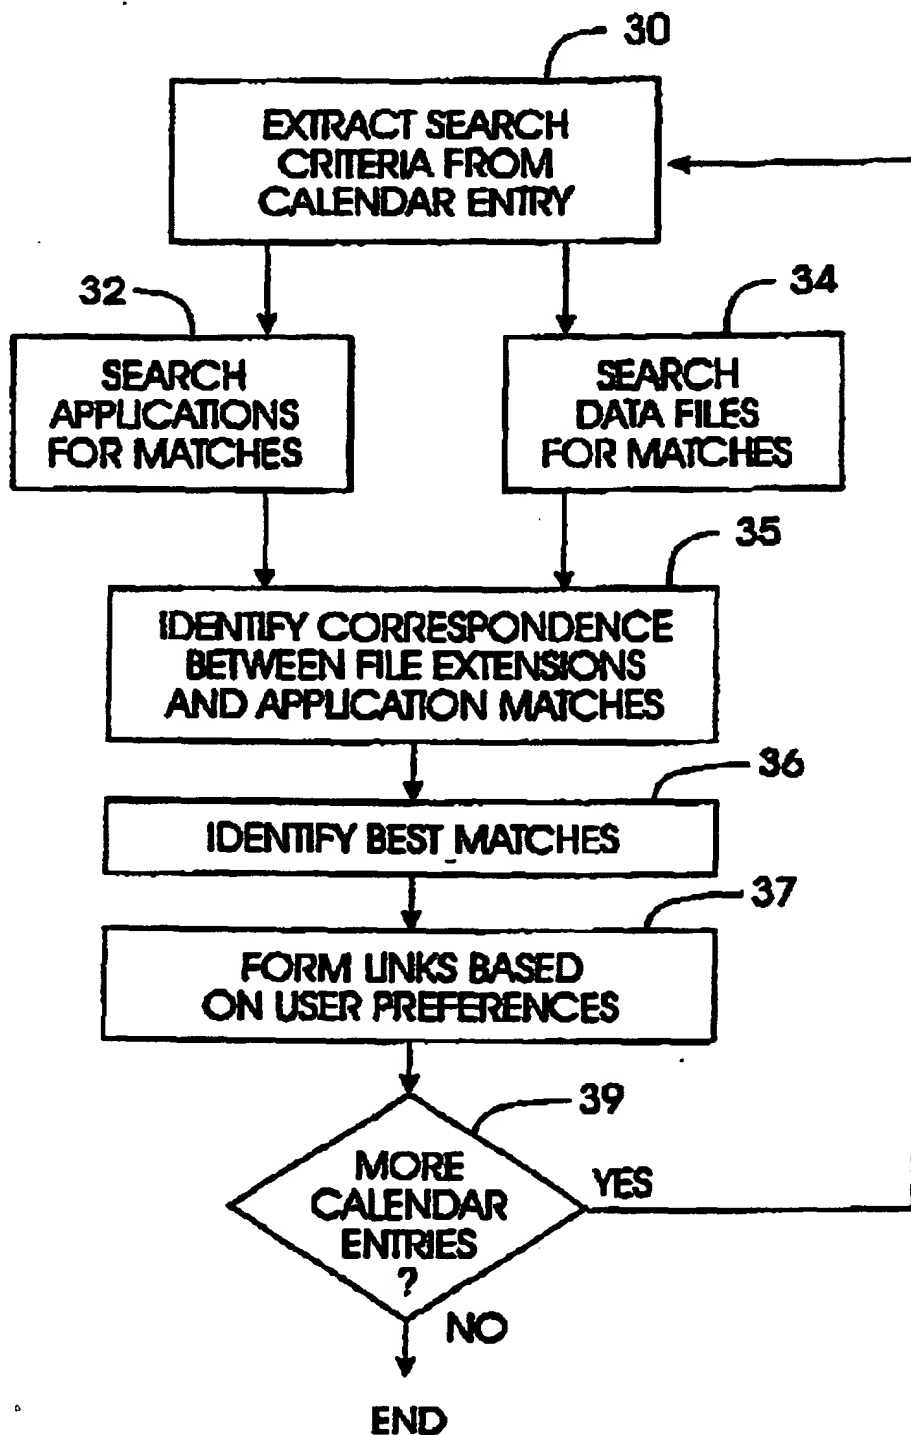 30
EXTRACT SEARCH
CRITERIA FROM
CALENDAR ENTRY
32
34
SEARCH
APPLICATIONS
FOR MATCHES
SEARCH
DATA FILES
FOR MATCHES
35
IDENTIFY CORRESPONDENCE
BETWEEN FILE EXTENSIONS
AND APPLICATION MATCHES
36
IDENTIFY BEST MATCHES
37
FORM LINKS BASED
ON USER PREFERENCES
39
MORE
CALENDAR
ENTRIES
?
YES
NO
END